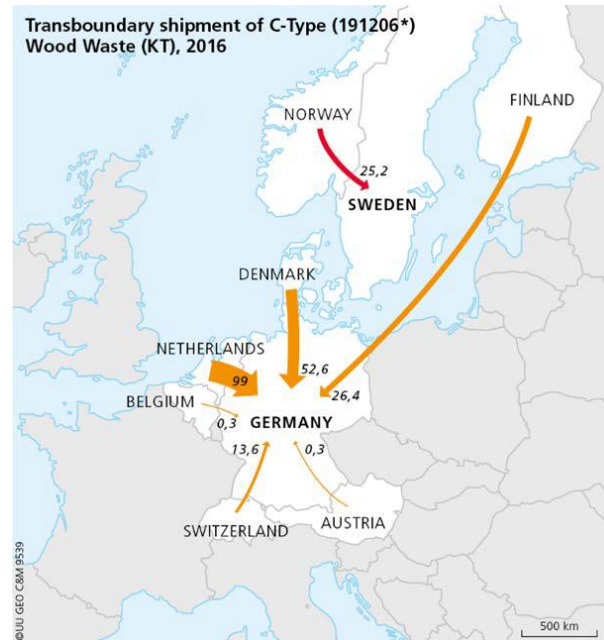 Transboundary shipment of C-Type (191206*)
Wood Waste (KT), 2016
FINLAND
NORWAY
25,2
SWEDEN
DENMARK
NETHERLANDS
52,6
99
26,4
BELGIUM
0,3
GERMANY
13,6
0,3
SWITZERLAND
AUSTRIA
©UU GEO C&M 9539
500 km